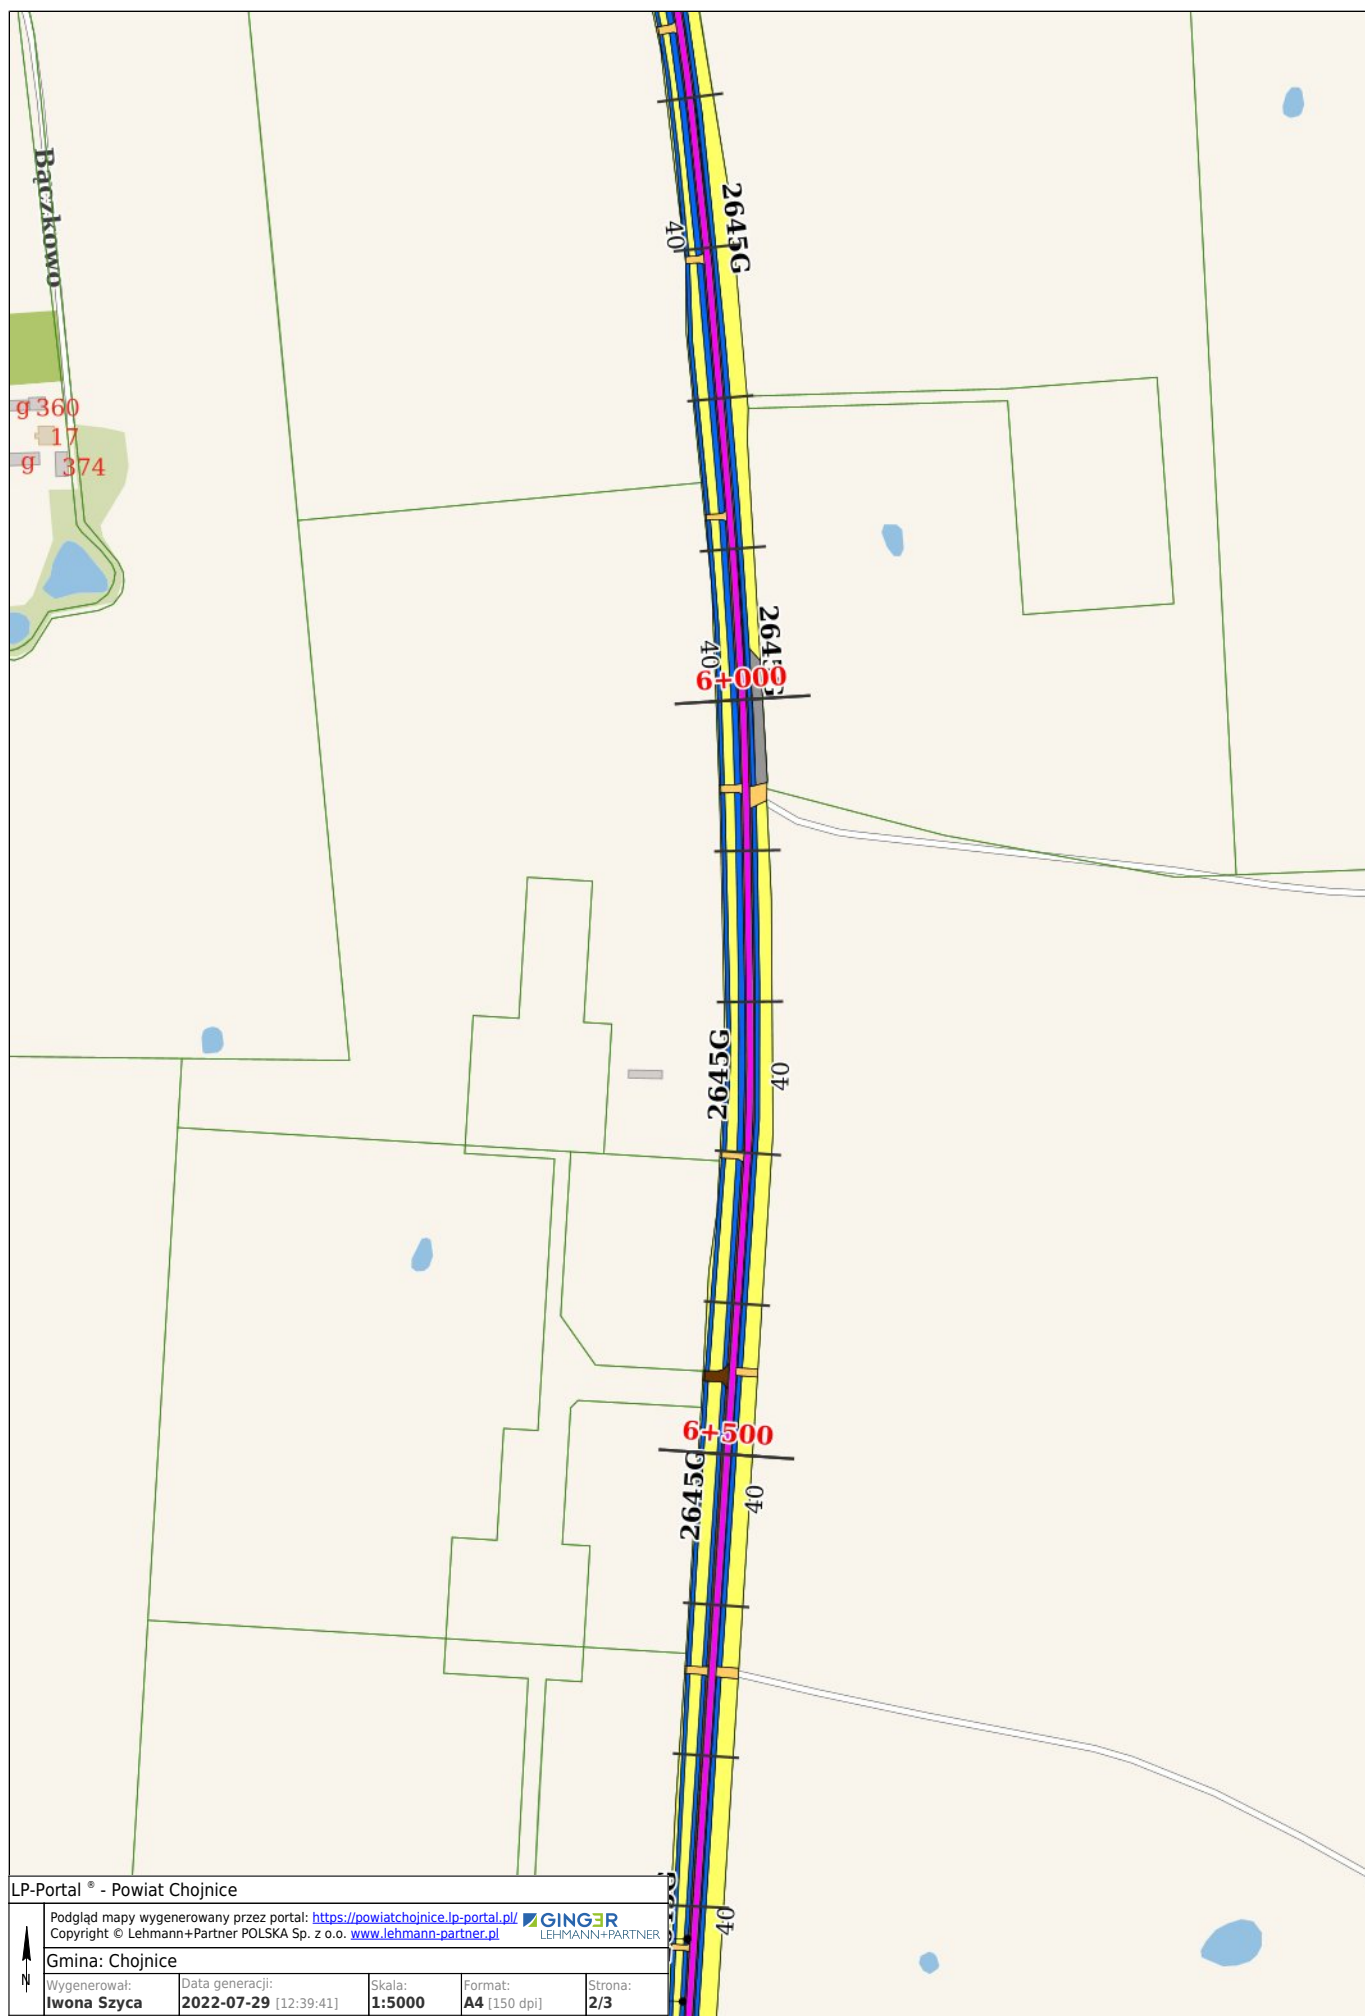 Bączkowo
2645G
40
g 360
17
g
374
2645G
40
6+000
2645G
40
6+500
2645G
40
40
LP-Portal ® - Powiat Chojnice
Podgląd mapy wygenerowany przez portal: https://powiatchojnice.lp-portal.pl/
Copyright © Lehmann+Partner POLSKA Sp. z o.o. www.lehmann-partner.pl
GINGER
LEHMANN+PARTNER
N
Gmina: Chojnice
Wygenerował:
Iwona Szyca
Data generacji:
2022-07-29 [12:39:41]
Skala:
1:5000
Format:
A4 [150 dpi]
Strona:
2/3